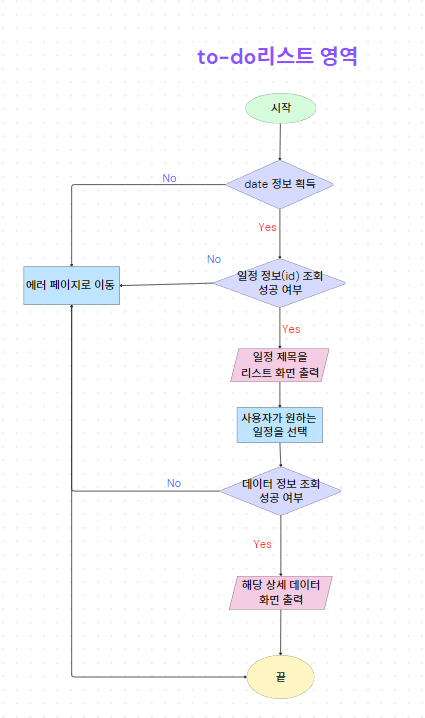 to-do리스트 영역
시작
date 정보 획득
No
Yes
일정 정보(id) 조회
성공 여부
No
에러 페이지로 이동
Yes
일정 제목을
리스트 화면 출력
사용자가 원하는
일정을 선택
데이터 정보 조회
성공 여부
No
Yes
해당 상세 데이터
화면 출력
끝